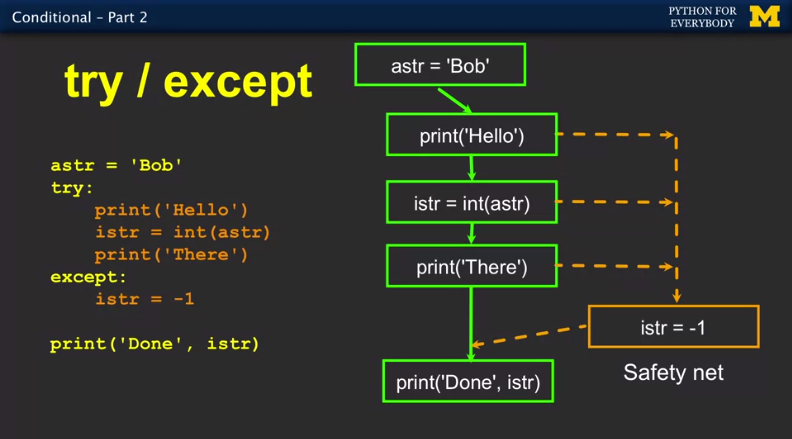 Conditional – Part 2
PYTHON FOR
EVERYBODY
M
try / except
astr = 'Bob'
try:
    print('Hello')
    istr = int(astr)
    print('There')
except:
    istr = -1
print('Done', istr)
astr = 'Bob'
print('Hello')
istr = int(astr)
print('There')
istr = -1
Safety net
print('Done', istr)